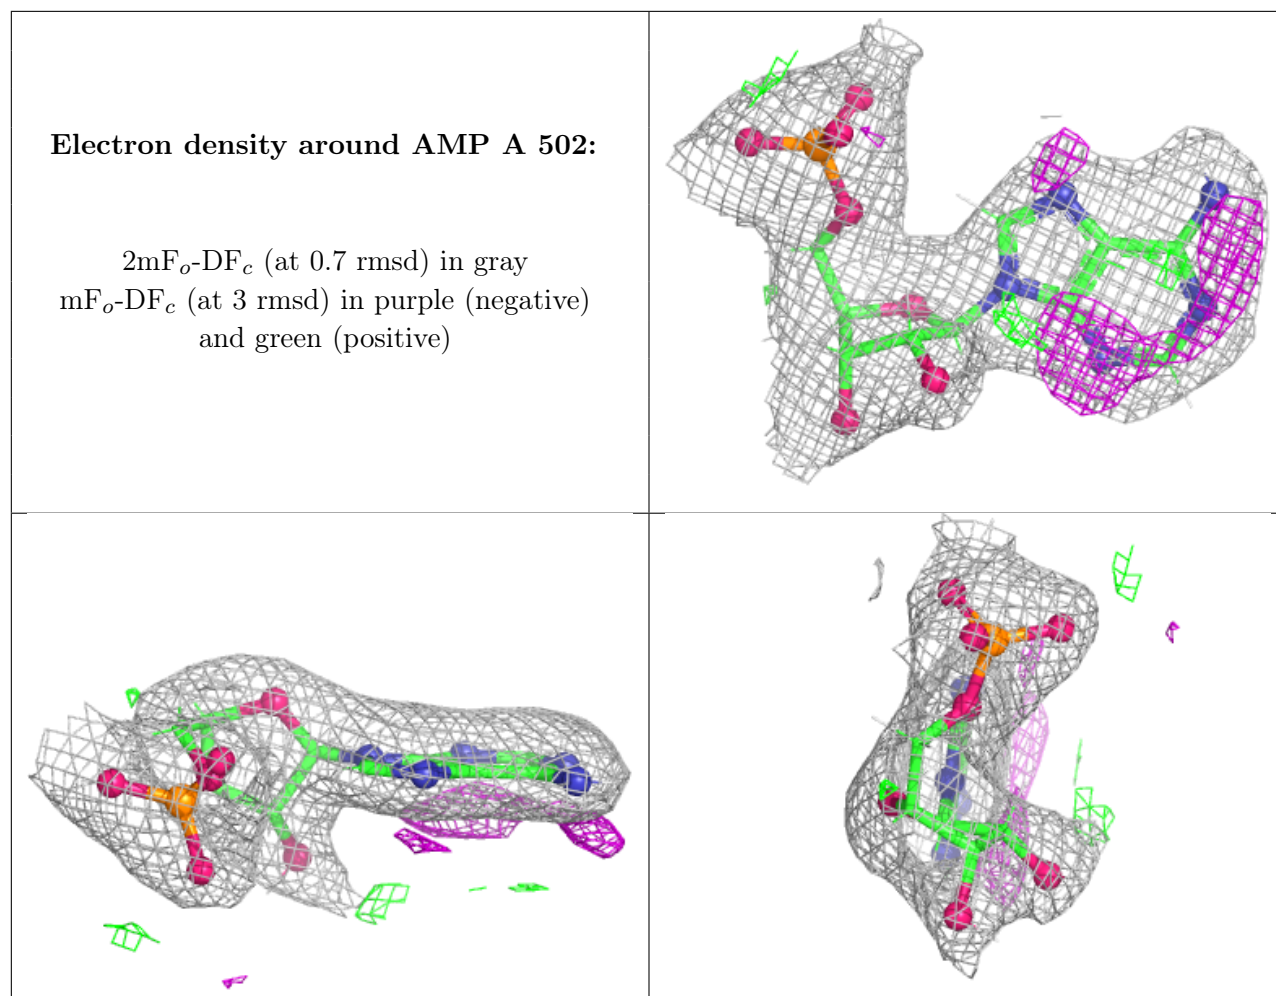 Electron density around AMP A 502:
2mFo-DFc (at 0.7 rmsd) in gray
mFo-DFc (at 3 rmsd) in purple (negative)
and green (positive)